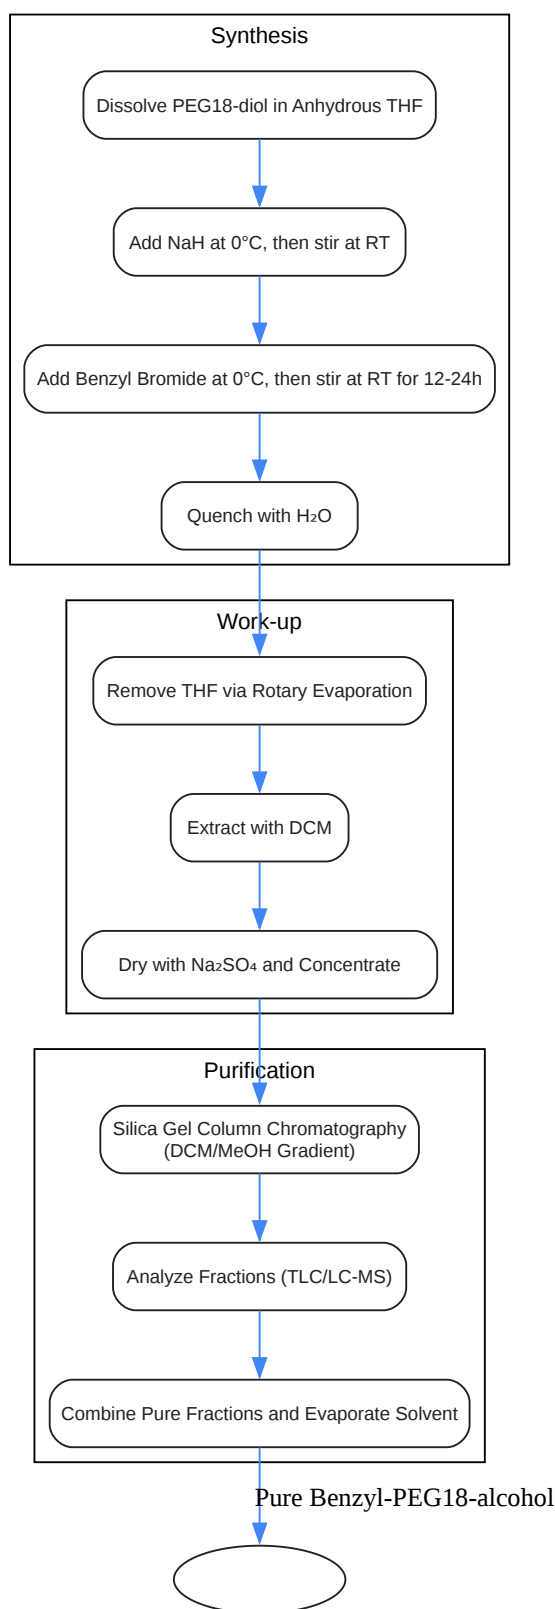 Synthesis
Dissolve PEG18-diol in Anhydrous THF
Add NaH at 0°C, then stir at RT
Add Benzyl Bromide at 0°C, then stir at RT for 12-24h
Quench with H₂O
Work-up
Remove THF via Rotary Evaporation
Extract with DCM
Dry with Na₂SO₄ and Concentrate
Purification
Silica Gel Column Chromatography
(DCM/MeOH Gradient)
Analyze Fractions (TLC/LC-MS)
Combine Pure Fractions and Evaporate Solvent
Pure Benzyl-PEG18-alcohol